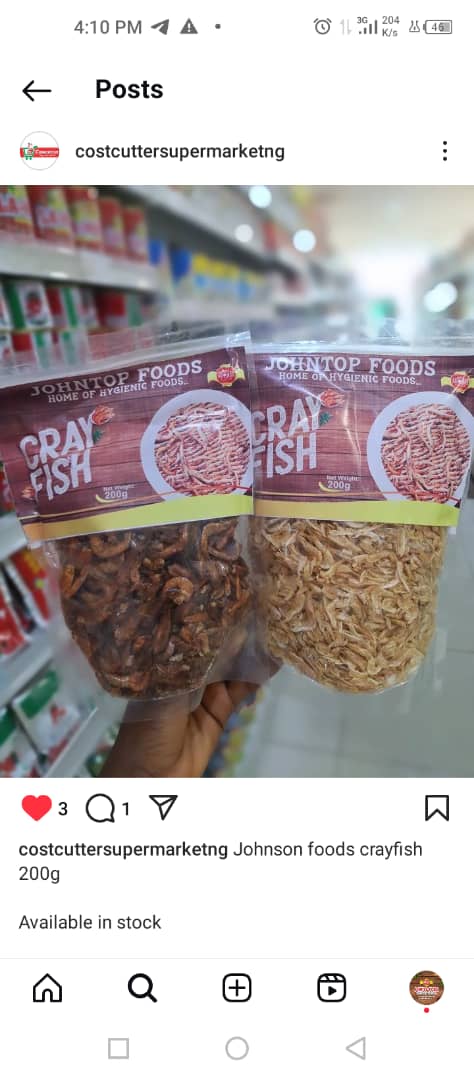 4:10 PM
3G
204
K/s
46
Posts
costcuttersupermarketng
JOHNTOP FOODS
HOME OF HYGIENIC FOODS..
CRAY
FISH
Net Weight:
200g
JOHNTOP FOODS
HOME OF HYGIENIC FOODS..
CRAY
FISH
Net Weight:
200g
3
1
costcuttersupermarketng Johnson foods crayfish
200g
Available in stock